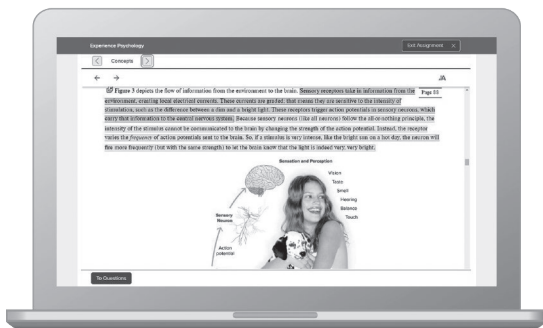 Experience Psychology
Exit Assignment ×
< Concepts >
← →
Figure 3 depicts the flow of information from the environment to the brain. Sensory receptors take in information from the
Page 83
environment, creating local electrical currents. These currents are graded; that means they are sensitive to the intensity of
stimulation, such as the difference between a dim and a bright light. These receptors trigger action potentials in sensory neurons, which
carry that information to the central nervous system. Because sensory neurons (like all neurons) follow the all-or-nothing principle, the
intensity of the stimulus cannot be communicated to the brain by changing the strength of the action potential. Instead, the receptor
varies the frequency of action potentials sent to the brain. So, if a stimulus is very intense, like the bright sun on a hot day, the neuron will
fire more frequently (but with the same strength) to let the brain know that the light is indeed very, very bright.
Sensation and Perception
Vision
Taste
Smell
Hearing
Balance
Touch
Sensory
Neuron
Action
potential
To Questions